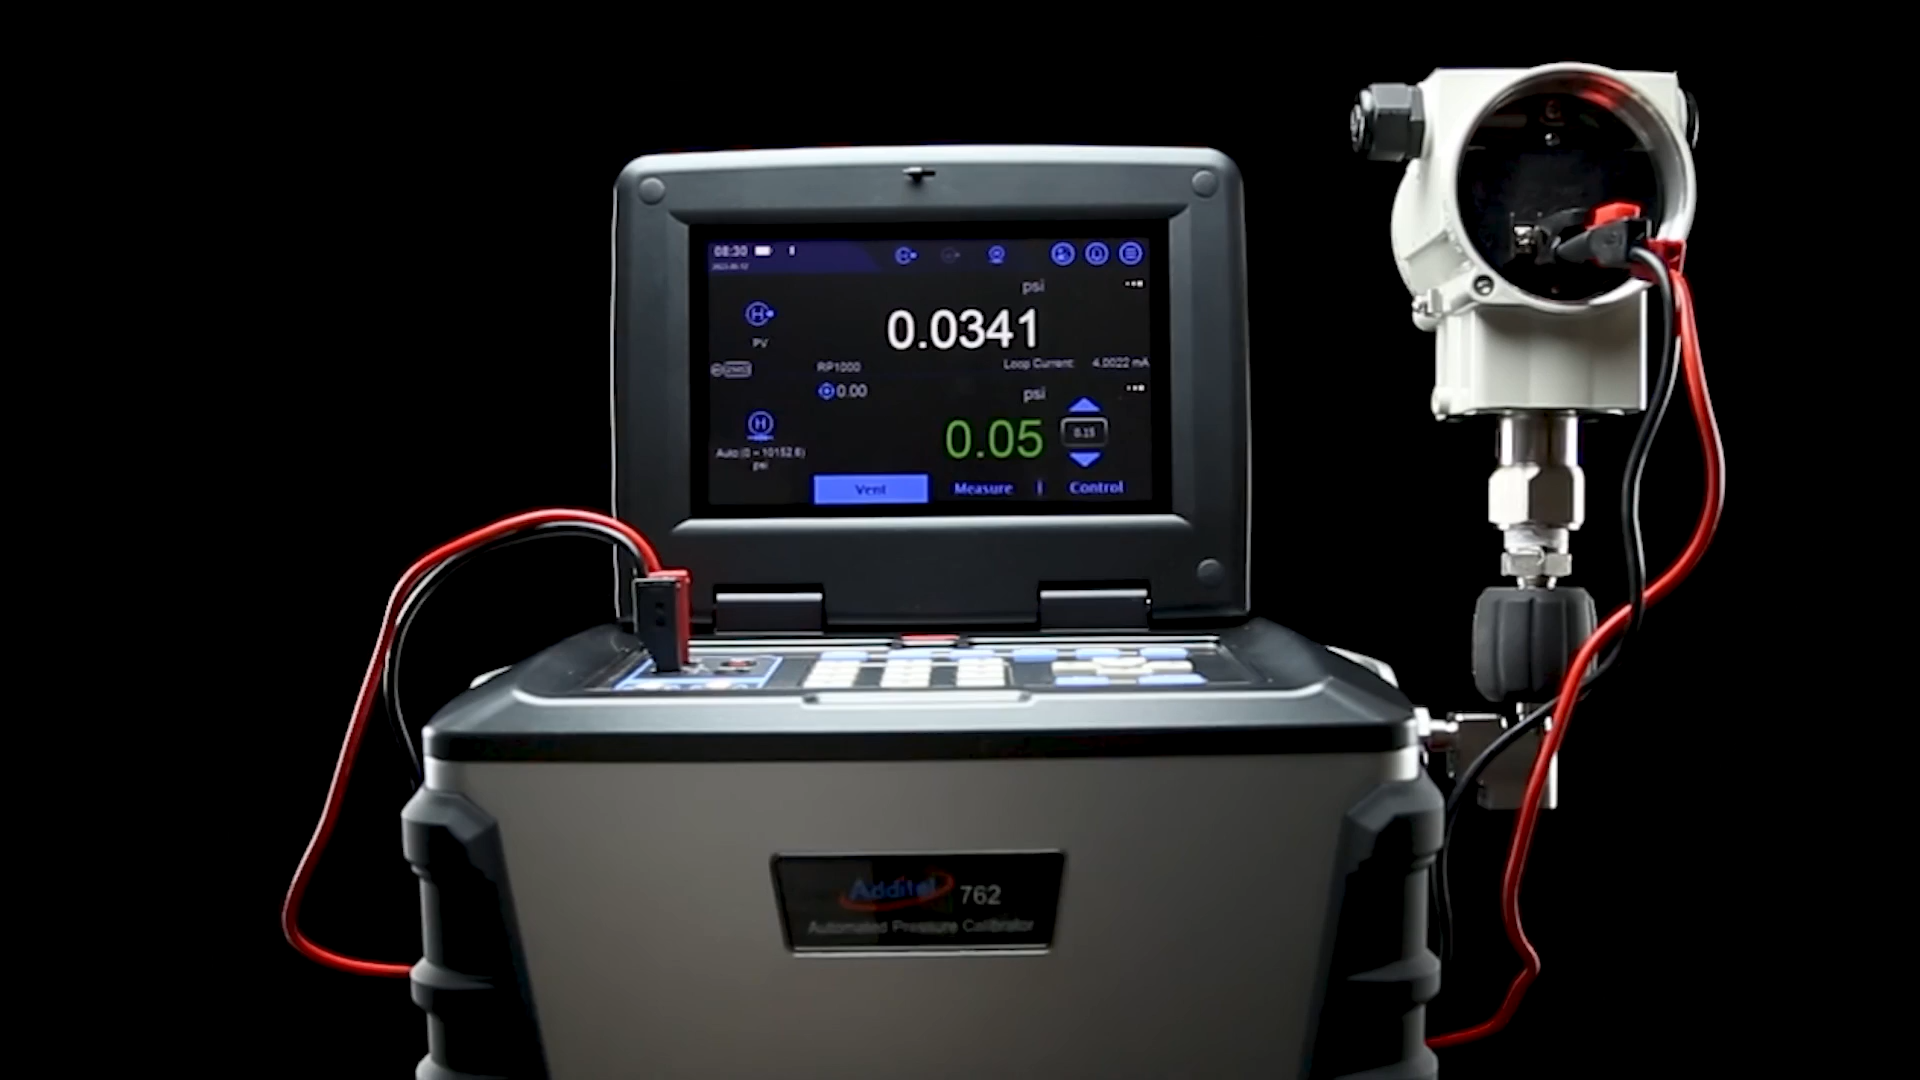 08:30
psi
0.0341
PV
RP1000 Loop Current: 4.0022 mA
0.00
psi
H
0.05
0.15
Auto (0 ~ 10152.6)
psi
Vent Measure Control
Additel 762
Automated Pressure Calibrator